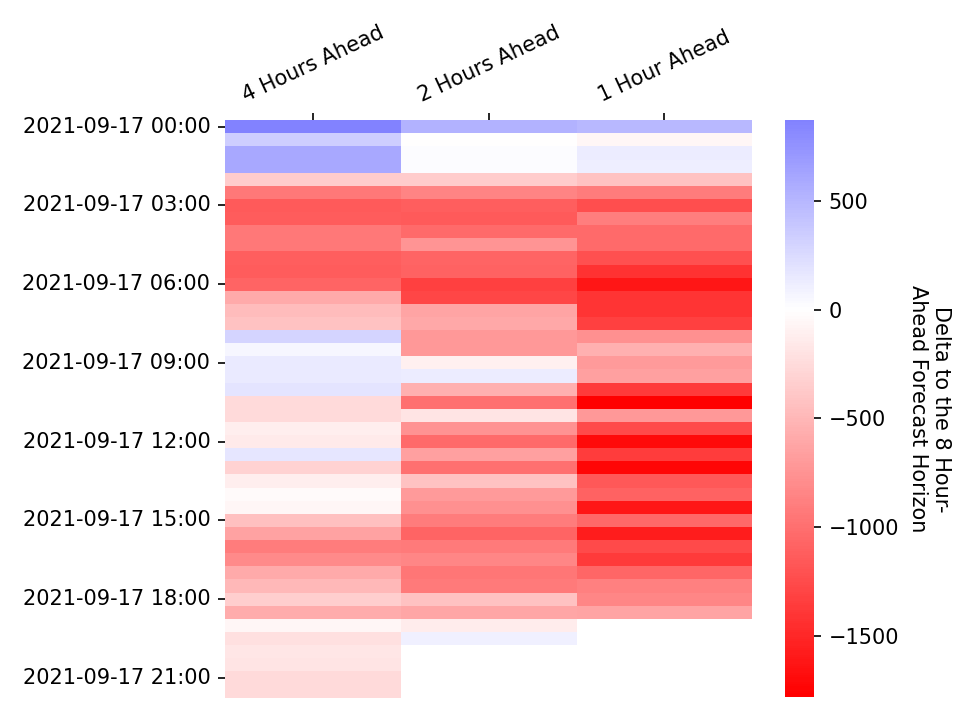 4 Hours Ahead
2 Hours Ahead
1 Hour Ahead
2021-09-17 00:00
2021-09-17 03:00
2021-09-17 06:00
2021-09-17 09:00
2021-09-17 12:00
2021-09-17 15:00
2021-09-17 18:00
2021-09-17 21:00
500
0
−500
−1000
−1500
Delta to the 8 Hour-
Ahead Forecast Horizon